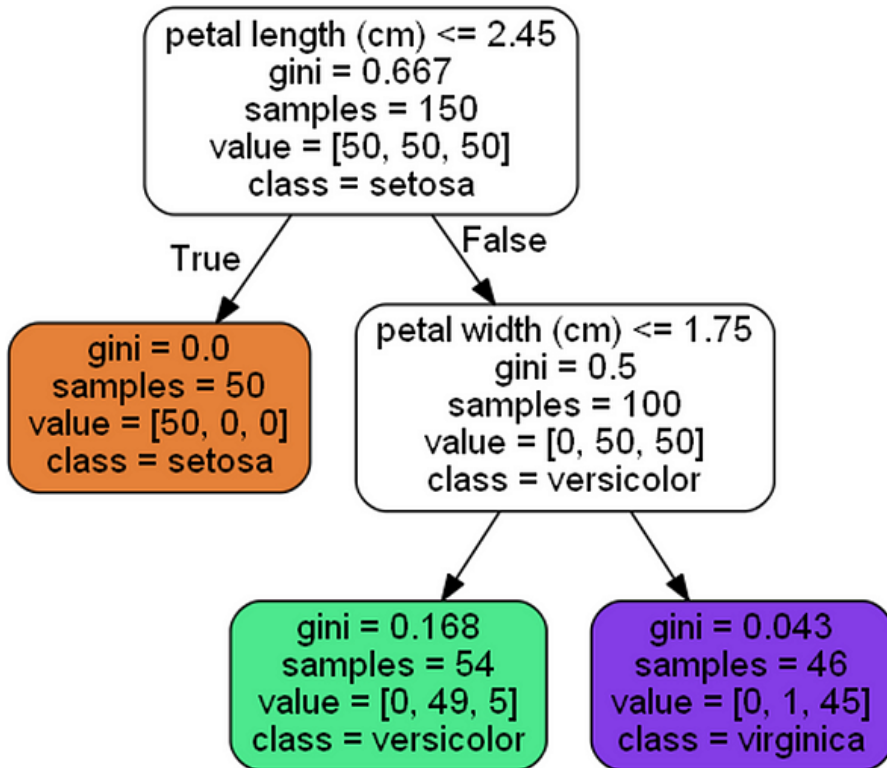 petal length (cm) <= 2.45
gini = 0.667
samples = 150
value = [50, 50, 50]
class = setosa
True
False
gini = 0.0
samples = 50
value = [50, 0, 0]
class = setosa
petal width (cm) <= 1.75
gini = 0.5
samples = 100
value = [0, 50, 50]
class = versicolor
gini = 0.168
samples = 54
value = [0, 49, 5]
class = versicolor
gini = 0.043
samples = 46
value = [0, 1, 45]
class = virginica